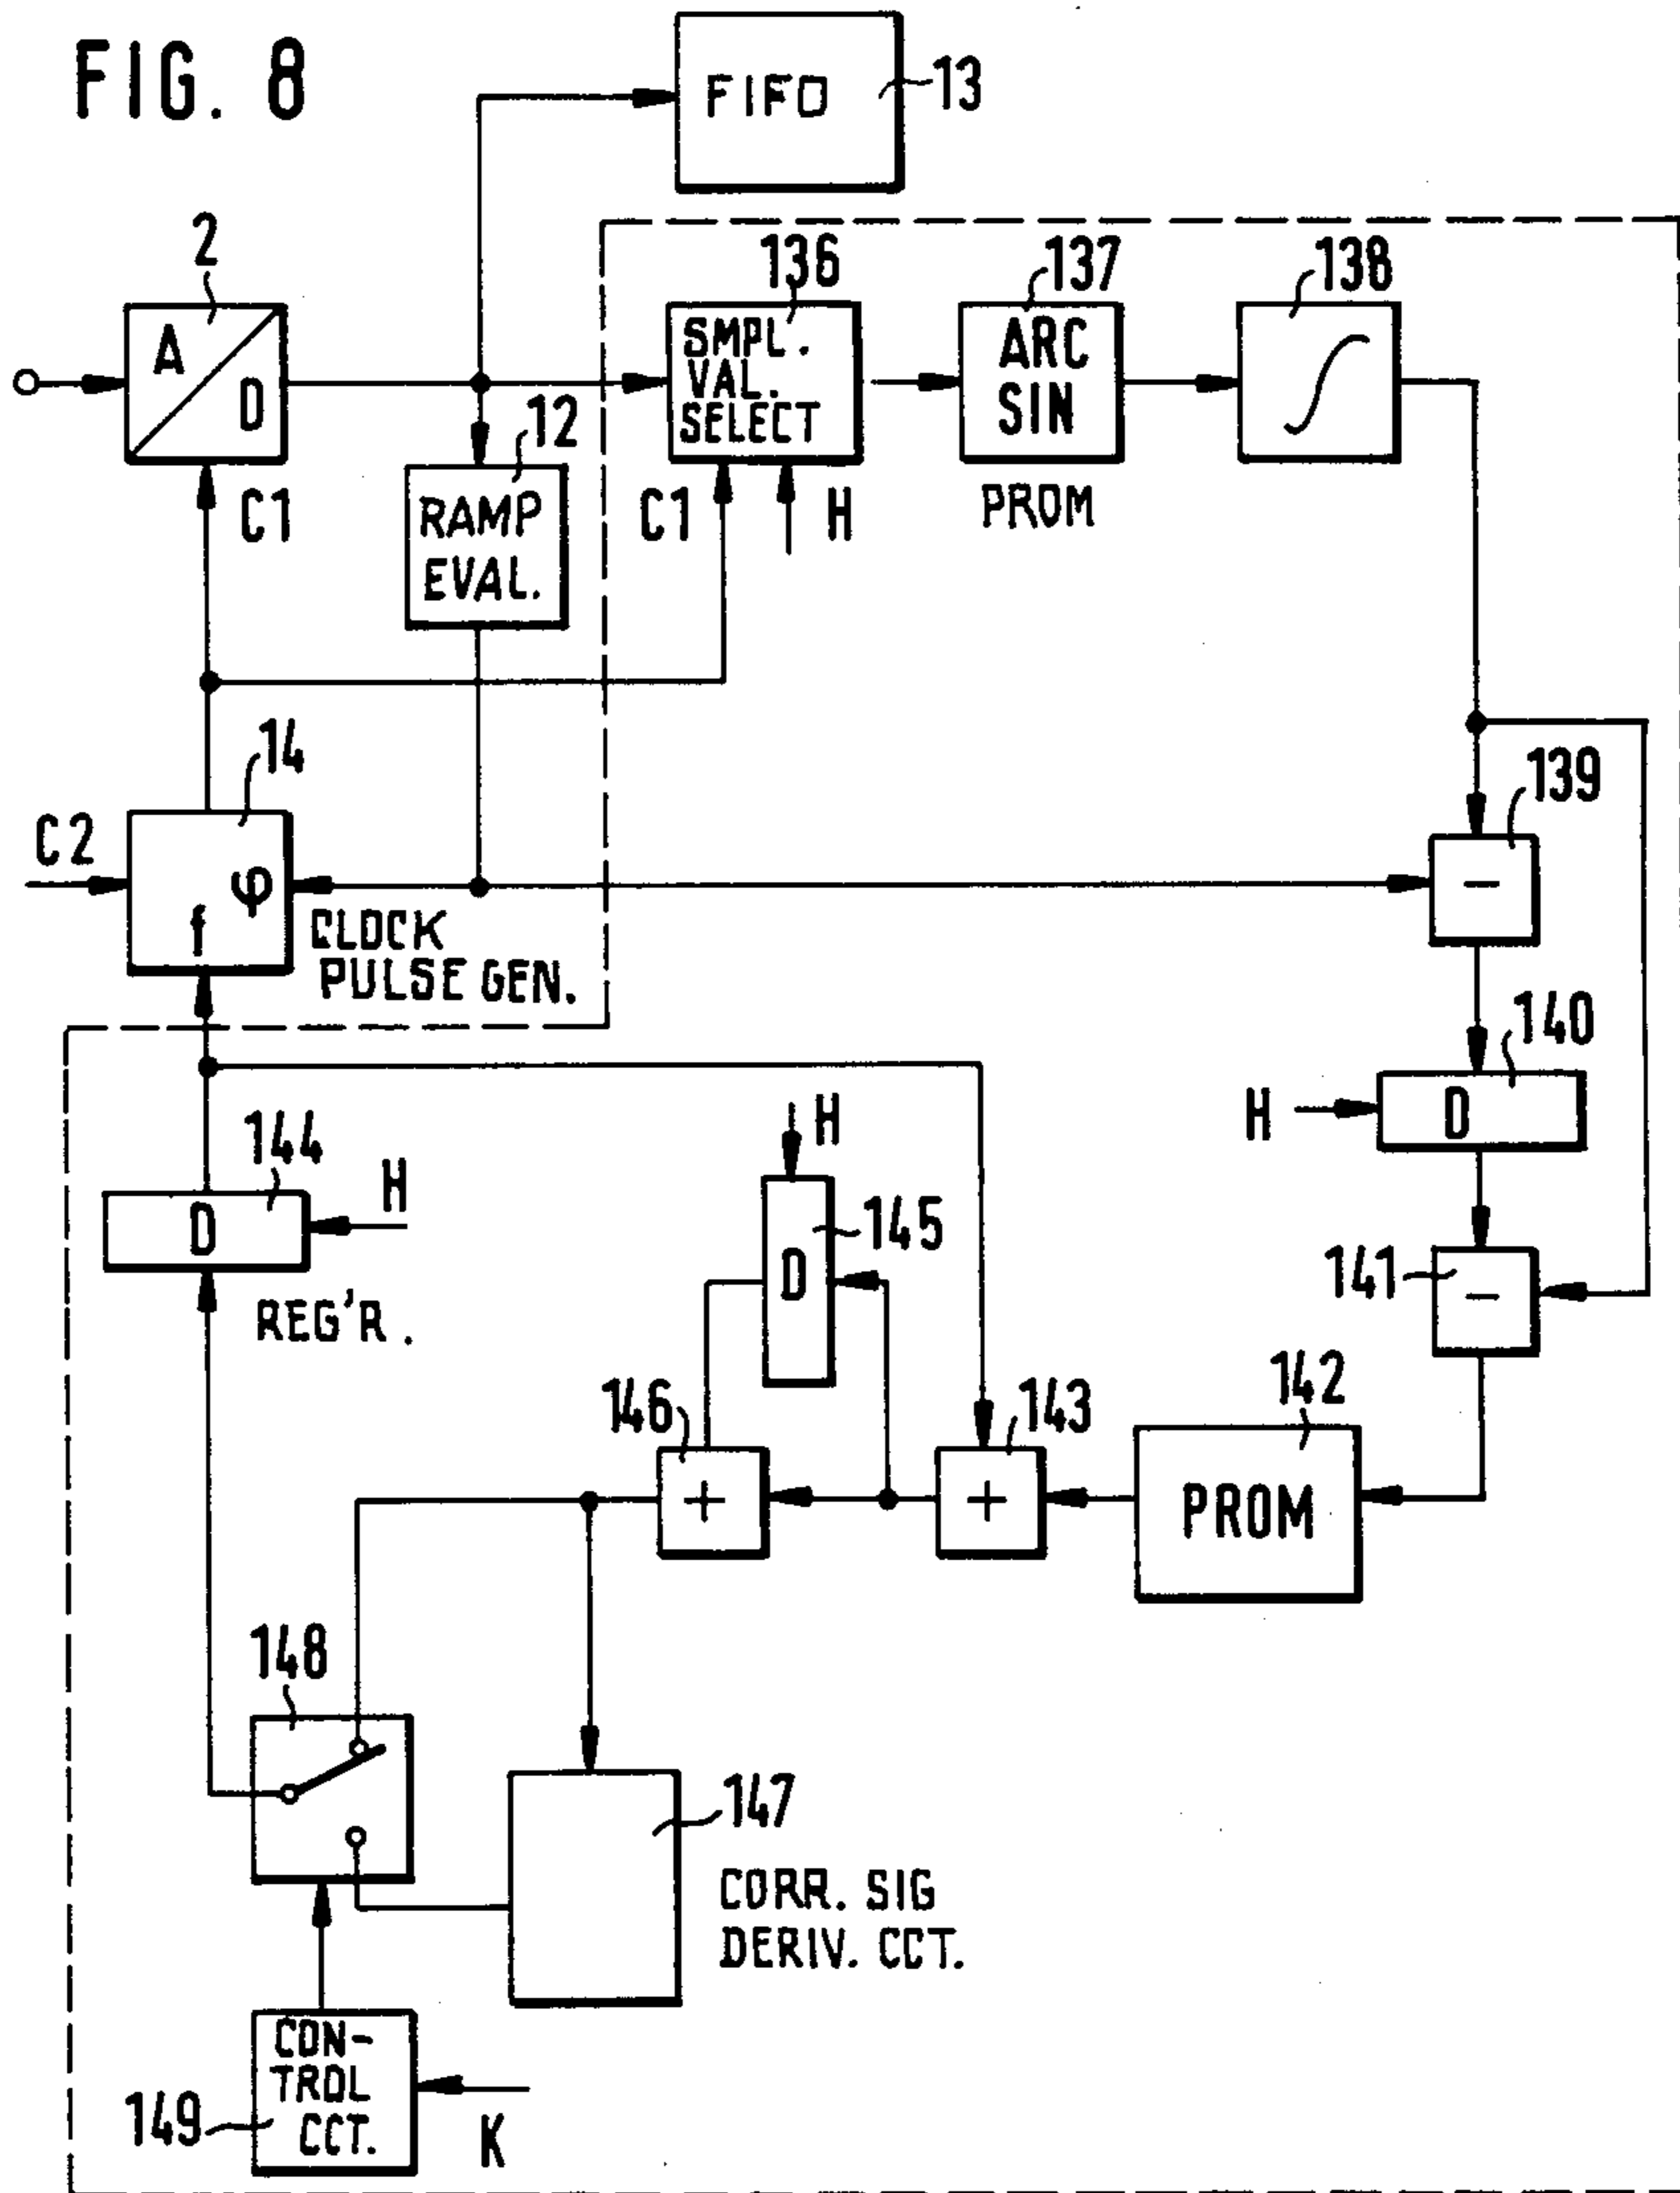 FIG. 8
FIFO
13
2
A
D
136
SMPL.
VAL.
SELECT
137
ARC
SIN
PROM
138
12
RAMP
EVAL.
C1
C1
H
14
C2
φ
f
CLOCK
PULSE GEN.
139
−
140
H
D
144
H
D
REG'R.
H
145
D
141
−
146
+
143
+
142
PROM
148
147
CORR. SIG
DERIV. CCT.
CON-
TROL
CCT.
149
K